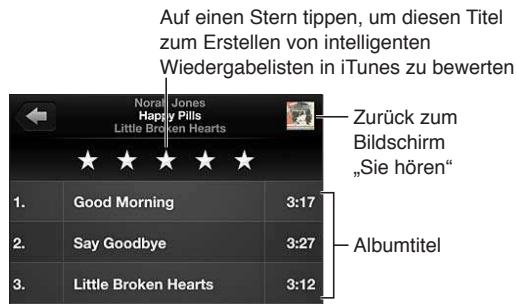 Auf einen Stern tippen, um diesen Titel
zum Erstellen von intelligenten
Wiedergabelisten in iTunes zu bewerten
Norah Jones
Happy Pills
Little Broken Hearts
Zurück zum
Bildschirm
„Sie hören“
1. Good Morning 3:17
2. Say Goodbye 3:27
3. Little Broken Hearts 3:12
Albumtitel